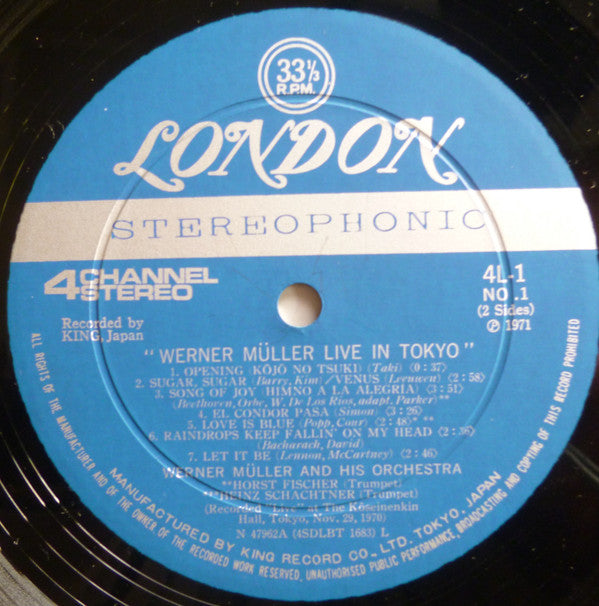 33⅓
R.P.M.
LONDON
STEREOPHONIC
4 CHANNEL STEREO
4L-1
NO.1
(2 Sides)
℗ 1971
Recorded by
KING, Japan
"WERNER MÜLLER LIVE IN TOKYO"
1. OPENING (KŌJŌ NO TSUKI) (Taki) (0:37)
2. SUGAR, SUGAR (Barry, Kim)/VENUS (Leeuwen) (2:58)
3. SONG OF JOY (HIMNO A LA ALEGRIA) (3:51)
(Beethoven, Orbe, W. De Los Rios, adapt. Parker)* **
4. EL CONDOR PASA (Simon) (3:26)
5. LOVE IS BLUE (Popp, Cour) (2:48)* **
6. RAINDROPS KEEP FALLIN' ON MY HEAD (2:36)
Bacharach, David)
7. LET IT BE (Lennon, McCartney) (2:46)
WERNER MÜLLER AND HIS ORCHESTRA
*HORST FISCHER (Trumpet)
**HEINZ SCHACHTNER (Trumpet)
(Recorded "Live" at The Kōseinenkin
Hall, Tokyo, Nov. 29, 1970)
N 47962A (4SDLBT 1683) L
MANUFACTURED BY KING RECORD CO.,LTD. TOKYO, JAPAN
ALL RIGHTS OF THE MANUFACTURER AND OF THE OWNER OF THE RECORDED WORK RESERVED, UNAUTHORISED PUBLIC PERFORMANCE, BROADCASTING AND COPYING OF THIS RECORD PROHIBITED